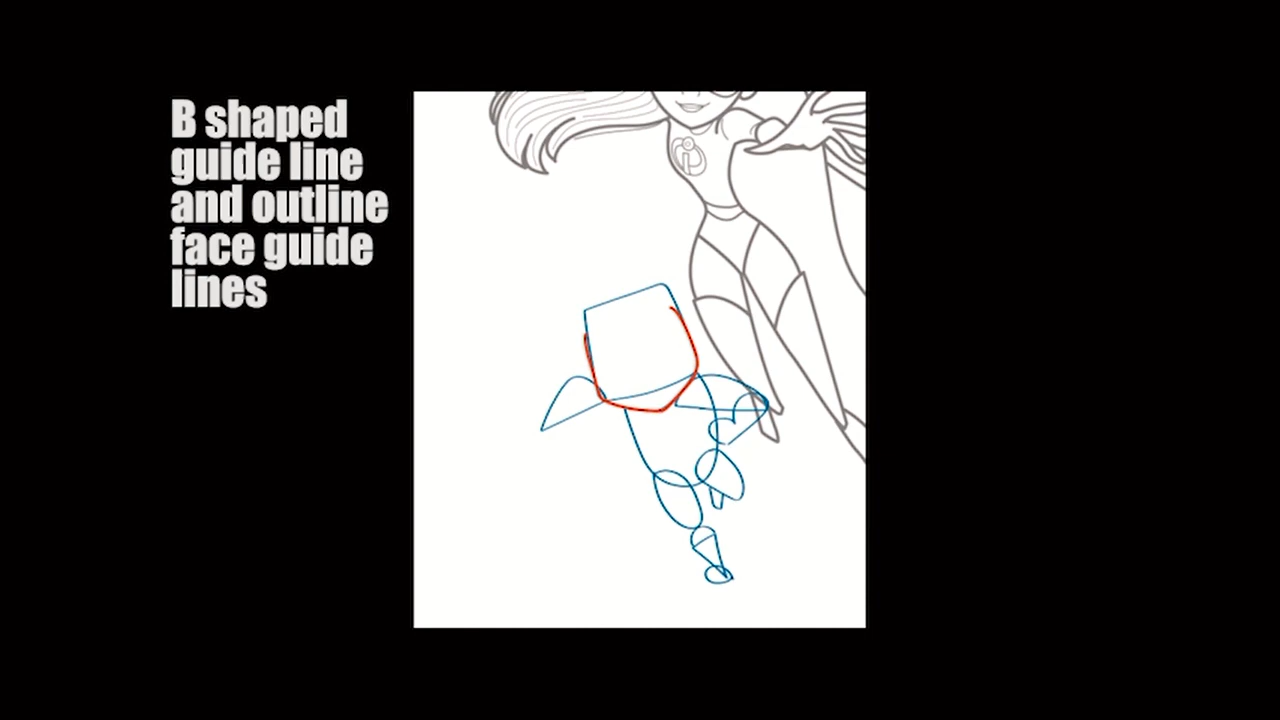 B shaped
guide line
and outline
face guide
lines